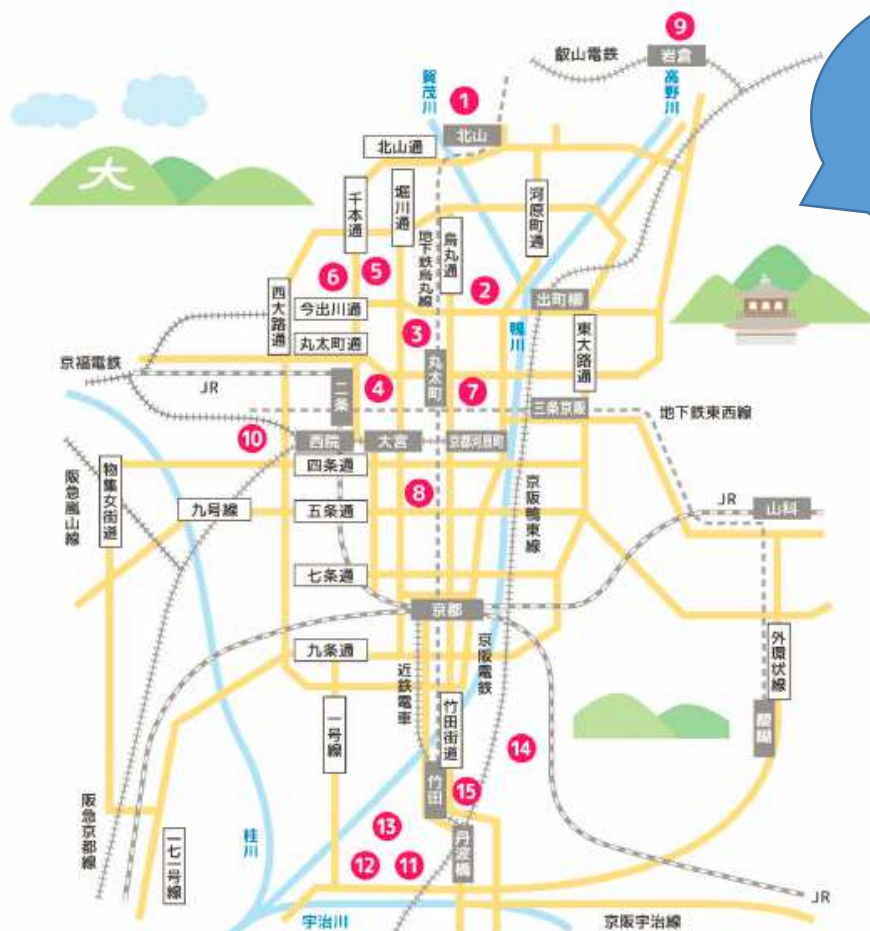 9
叡山電鉄
岩倉
賀茂川
高野川
1
北山
北山通
大
千本通
堀川通
地下鉄烏丸線
烏丸通
河原町通
6
5
2
西大路通
今出川通
出町柳
3
鴨川
丸太町通
丸太町
東大路通
京福電鉄
JR
二条
4
7
三条京阪
地下鉄東西線
10
西院
大宮
京都河原町
四条通
阪急嵐山線
物集女街道
8
京阪鴨東線
九号線
五条通
JR
山科
七条通
京都
九条通
近鉄電車
京阪電鉄
外環状線
一号線
竹田街道
醍醐
14
竹田
15
阪急京都線
一七一号線
桂川
13
丹波橋
12
11
JR
宇治川
京阪宇治線